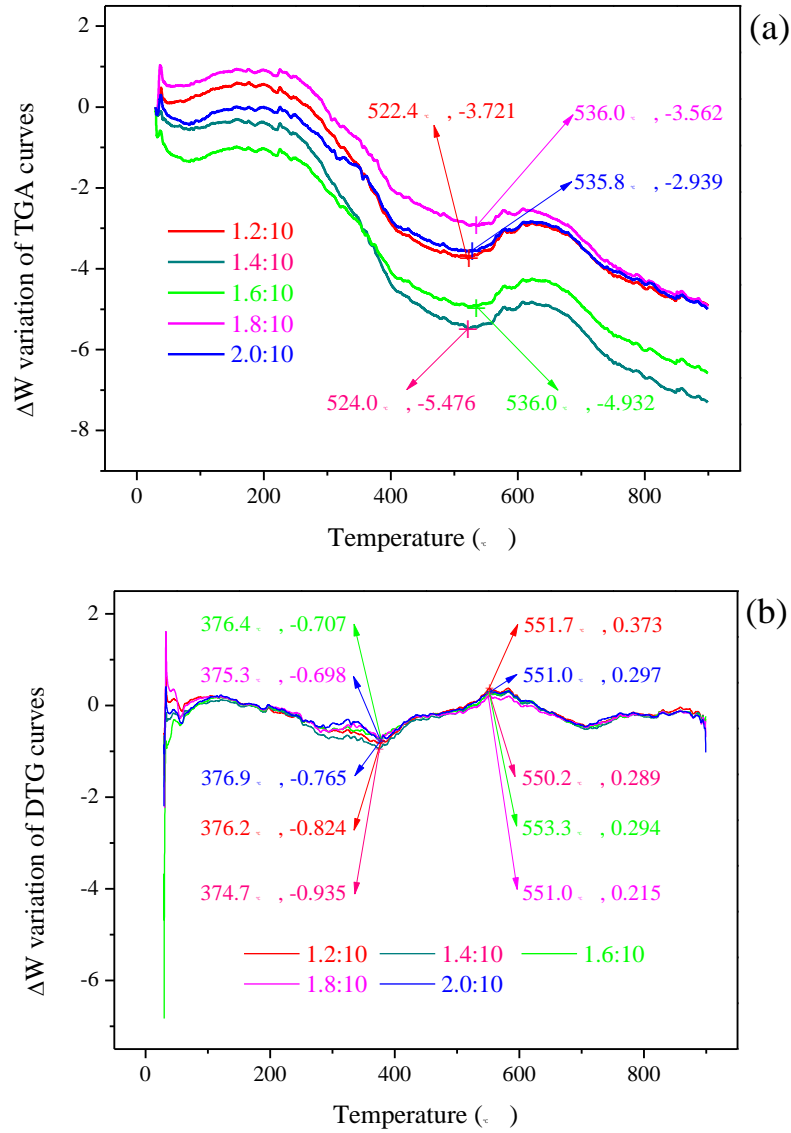 (a)
2
0
-2
-4
-6
-8
ΔW variation of TGA curves
522.4 ℃ , -3.721
536.0 ℃ , -3.562
535.8 ℃ , -2.939
1.2:10
1.4:10
1.6:10
1.8:10
2.0:10
524.0 ℃ , -5.476
536.0 ℃ , -4.932
0 200 400 600 800
Temperature (℃ )
(b)
2
0
-2
-4
-6
ΔW variation of DTG curves
376.4 ℃ , -0.707
551.7 ℃ , 0.373
375.3 ℃ , -0.698
551.0 ℃ , 0.297
376.9 ℃ , -0.765
550.2 ℃ , 0.289
376.2 ℃ , -0.824
553.3 ℃ , 0.294
374.7 ℃ , -0.935
551.0 ℃ , 0.215
1.2:10 1.4:10 1.6:10
1.8:10 2.0:10
0 200 400 600 800
Temperature (℃ )